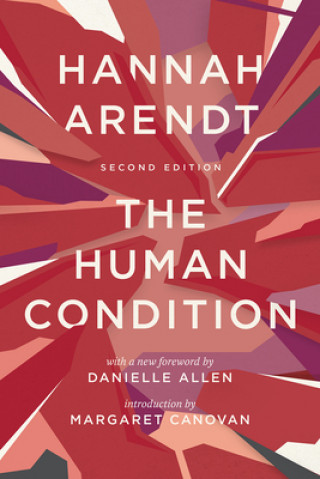 HANNAH
ARENDT
SECOND EDITION
THE
HUMAN
CONDITION
with a new foreword by
DANIELLE ALLEN
introduction by
MARGARET CANOVAN